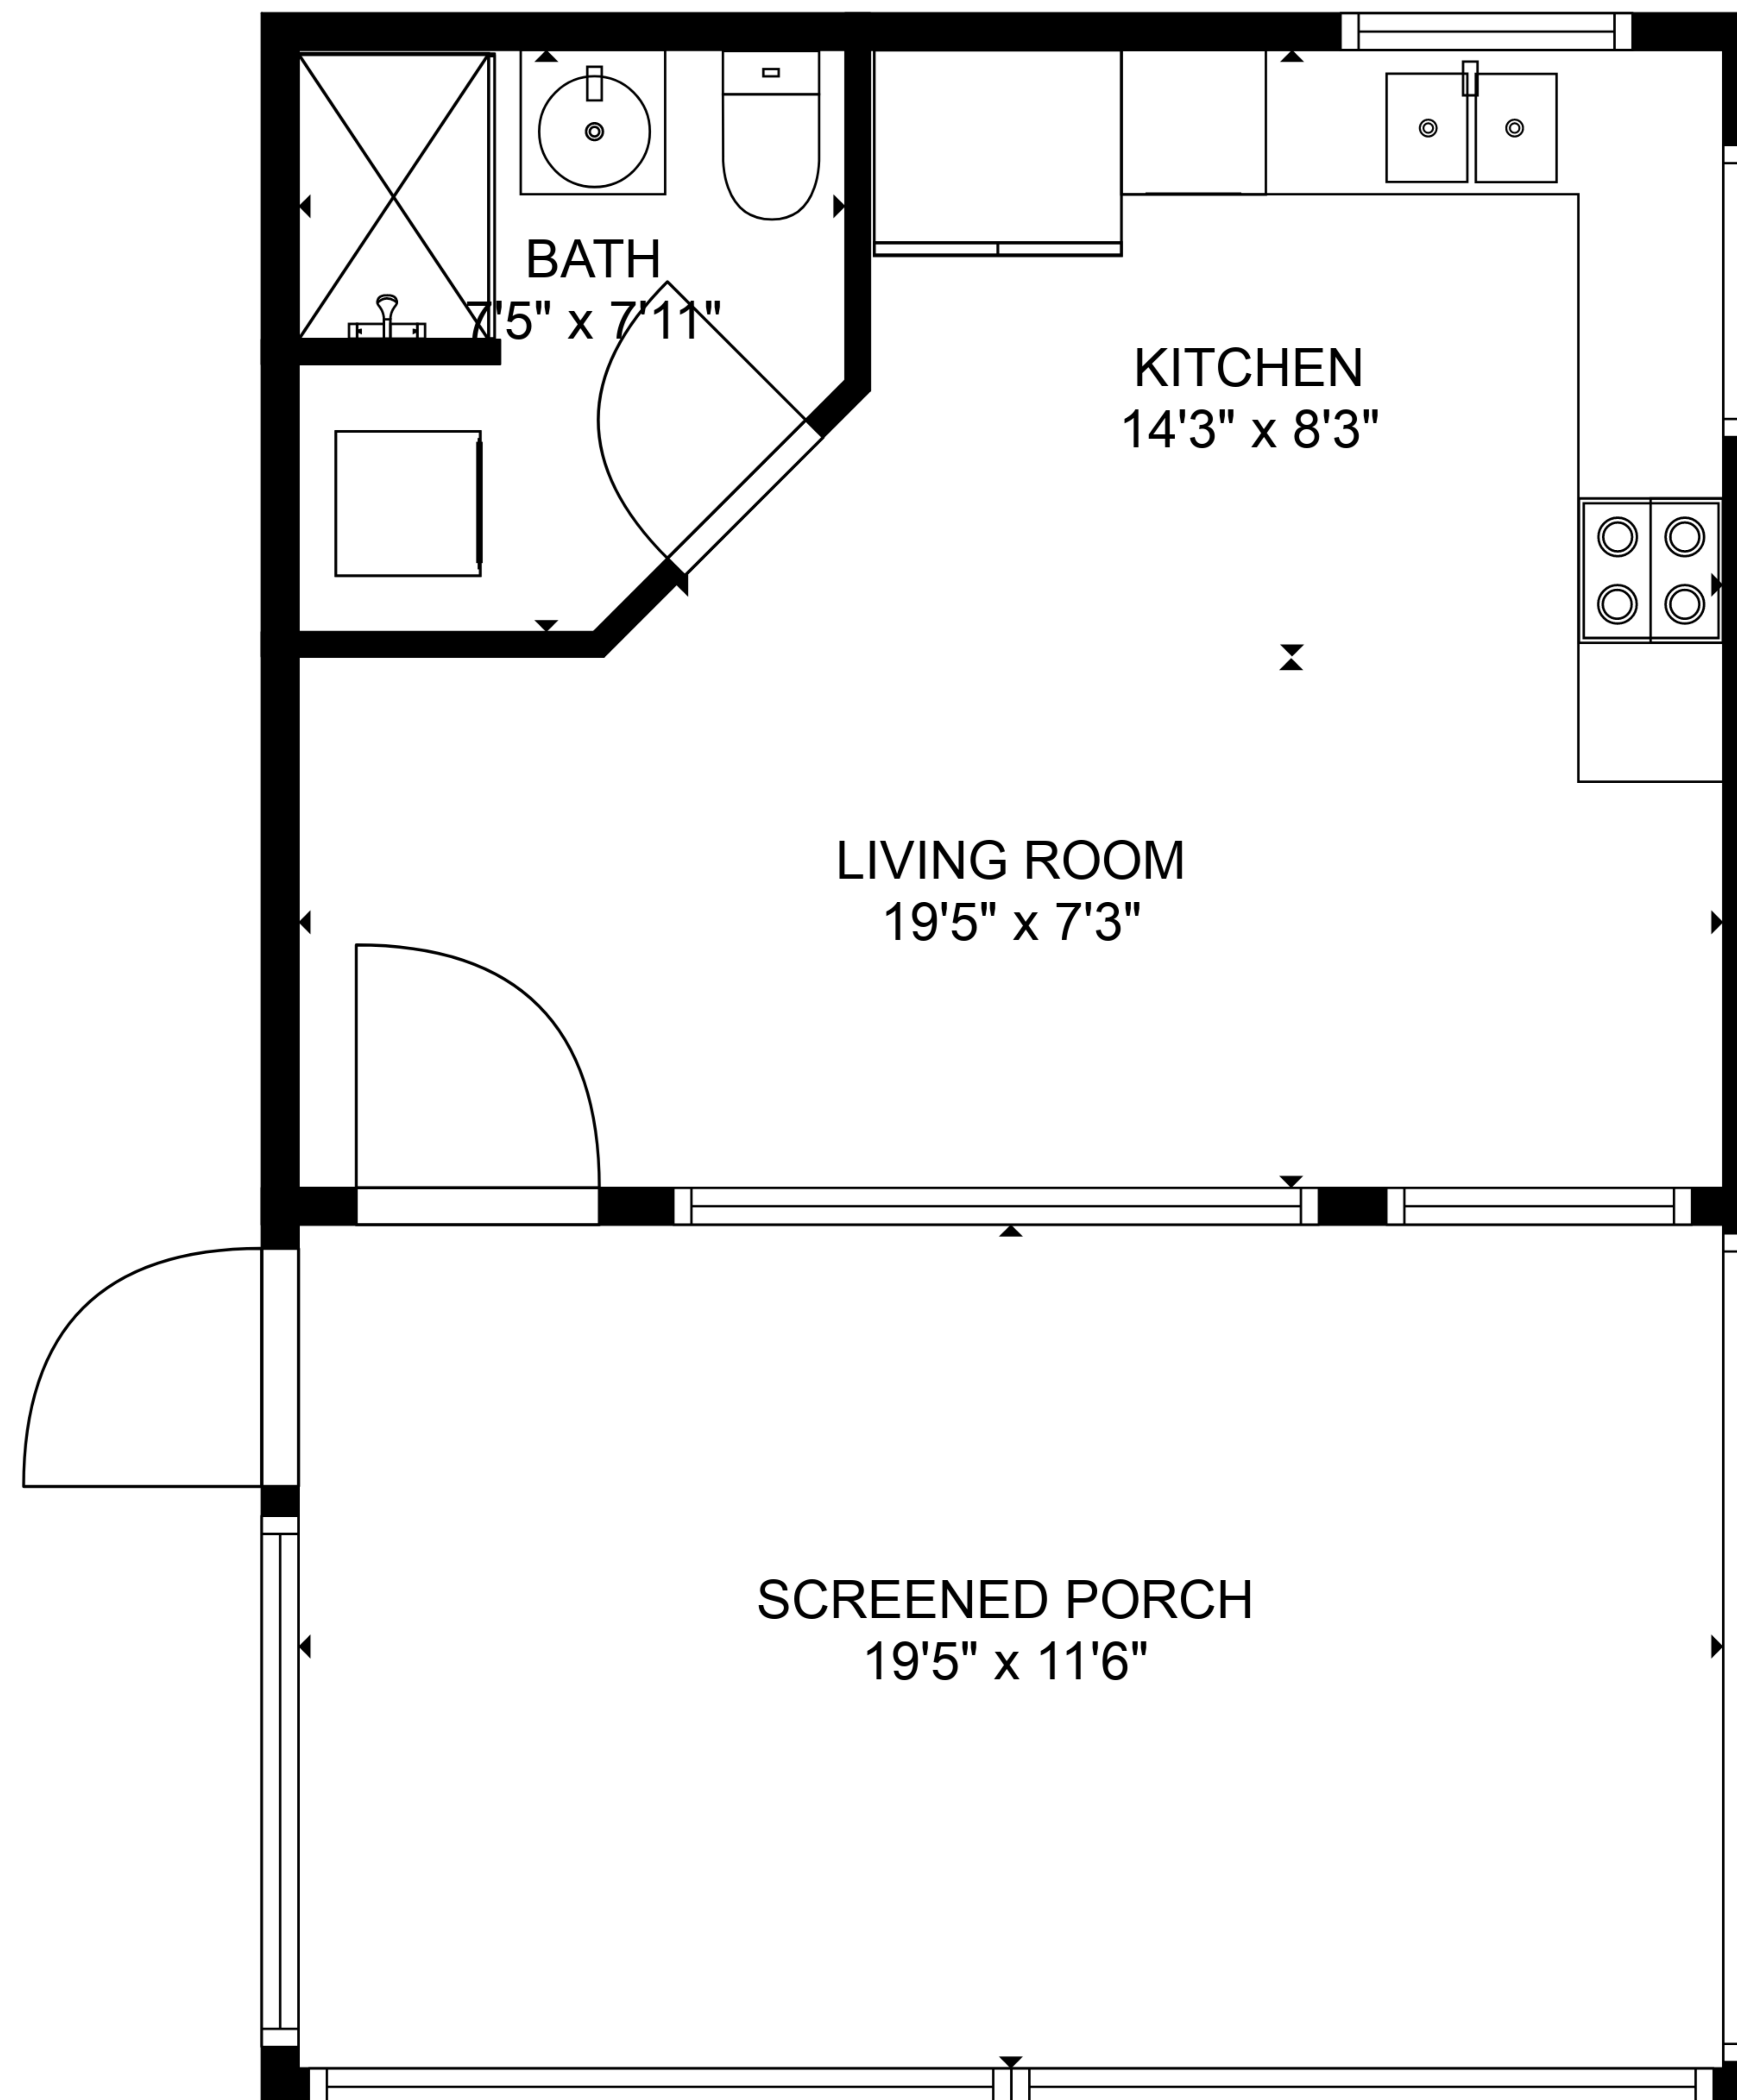 BATH
7'5" x 7'11"
KITCHEN
14'3" x 8'3"
LIVING ROOM
19'5" x 7'3"
SCREENED PORCH
19'5" x 11'6"